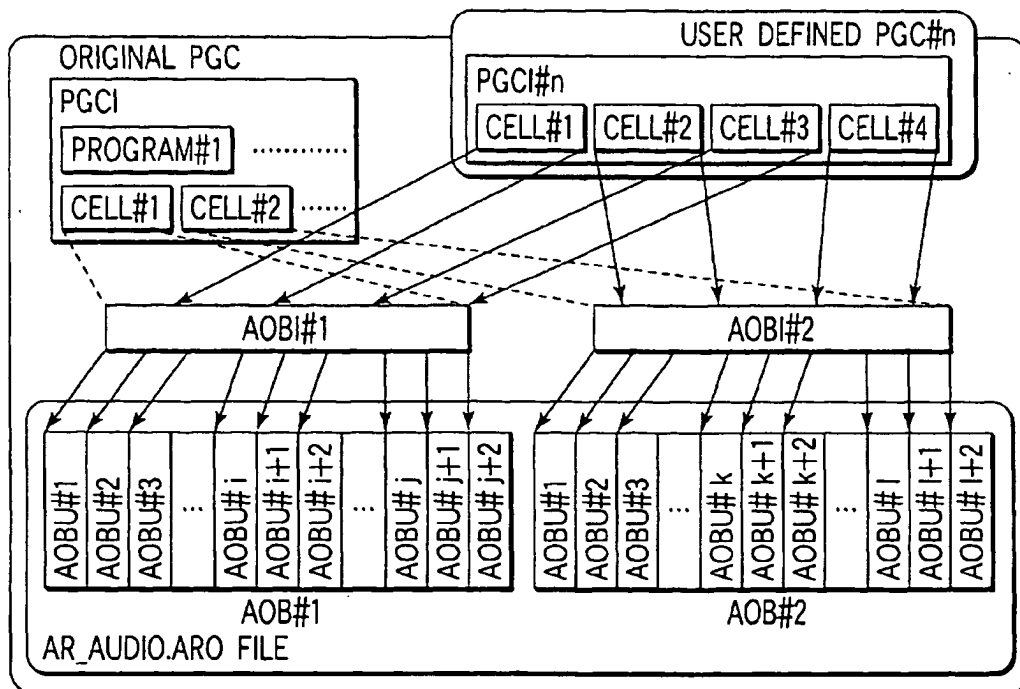 USER DEFINED PGC#n
ORIGINAL PGC
PGCI
PROGRAM#1 ..........
CELL#1 CELL#2 ......
PGCI#n
CELL#1 CELL#2 CELL#3 CELL#4
AOBI#1
AOBI#2
AOBU#1
AOBU#2
AOBU#3
...
AOBU#i
AOBU#i+1
AOBU#i+2
...
AOBU#j
AOBU#j+1
AOBU#j+2
AOB#1
AOBU#1
AOBU#2
AOBU#3
...
AOBU#k
AOBU#k+1
AOBU#k+2
...
AOBU#l
AOBU#l+1
AOBU#l+2
AOB#2
AR_AUDIO.ARO FILE